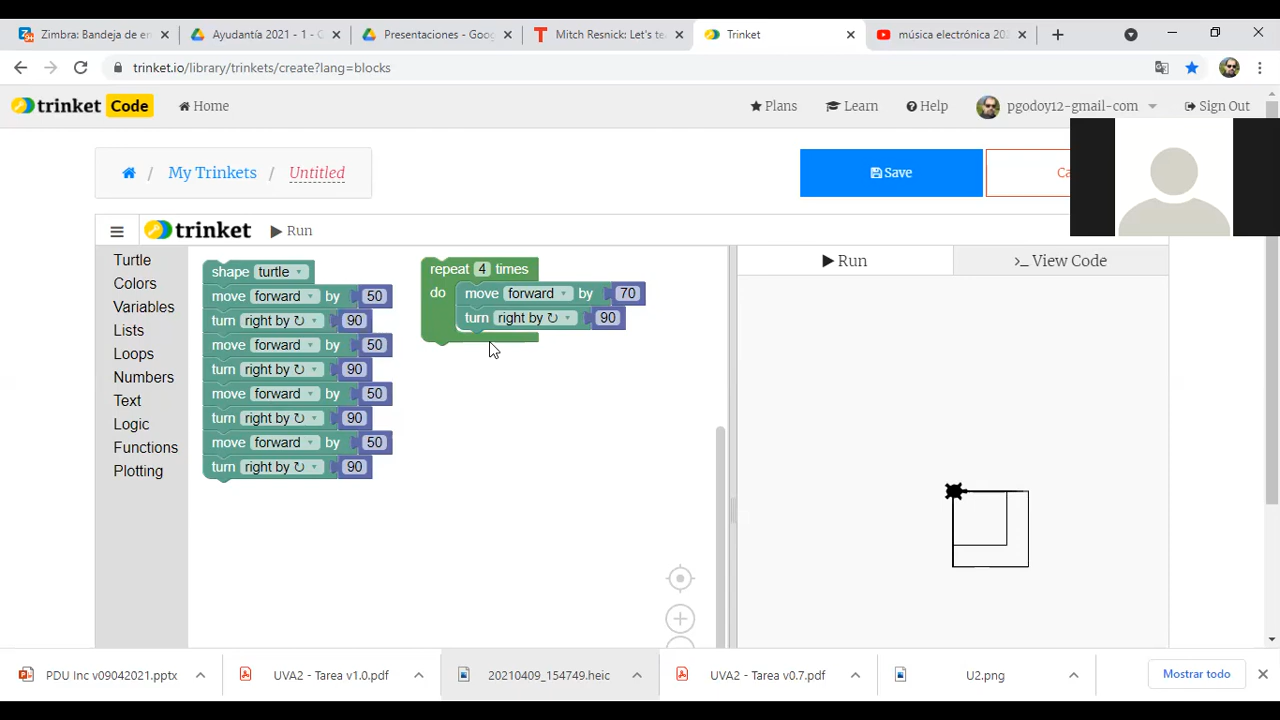 Zimbra: Bandeja de en
Ayudantía 2021 - 1 - G
Presentaciones - Goog
Mitch Resnick: Let's te
Trinket
música electrónica 202
trinket.io/library/trinkets/create?lang=blocks
trinket Code
Home
Plans
Learn
Help
pgodoy12-gmail-com
Sign Out
/ My Trinkets / Untitled
Save
Ca
trinket
Run
Turtle
Colors
Variables
Lists
Loops
Numbers
Text
Logic
Functions
Plotting
shape turtle
move forward by 50
turn right by ↻ 90
move forward by 50
turn right by ↻ 90
move forward by 50
turn right by ↻ 90
move forward by 50
turn right by ↻ 90
repeat 4 times
do move forward by 70
turn right by ↻ 90
Run
>_ View Code
PDU Inc v09042021.pptx
UVA2 - Tarea v1.0.pdf
20210409_154749.heic
UVA2 - Tarea v0.7.pdf
U2.png
Mostrar todo